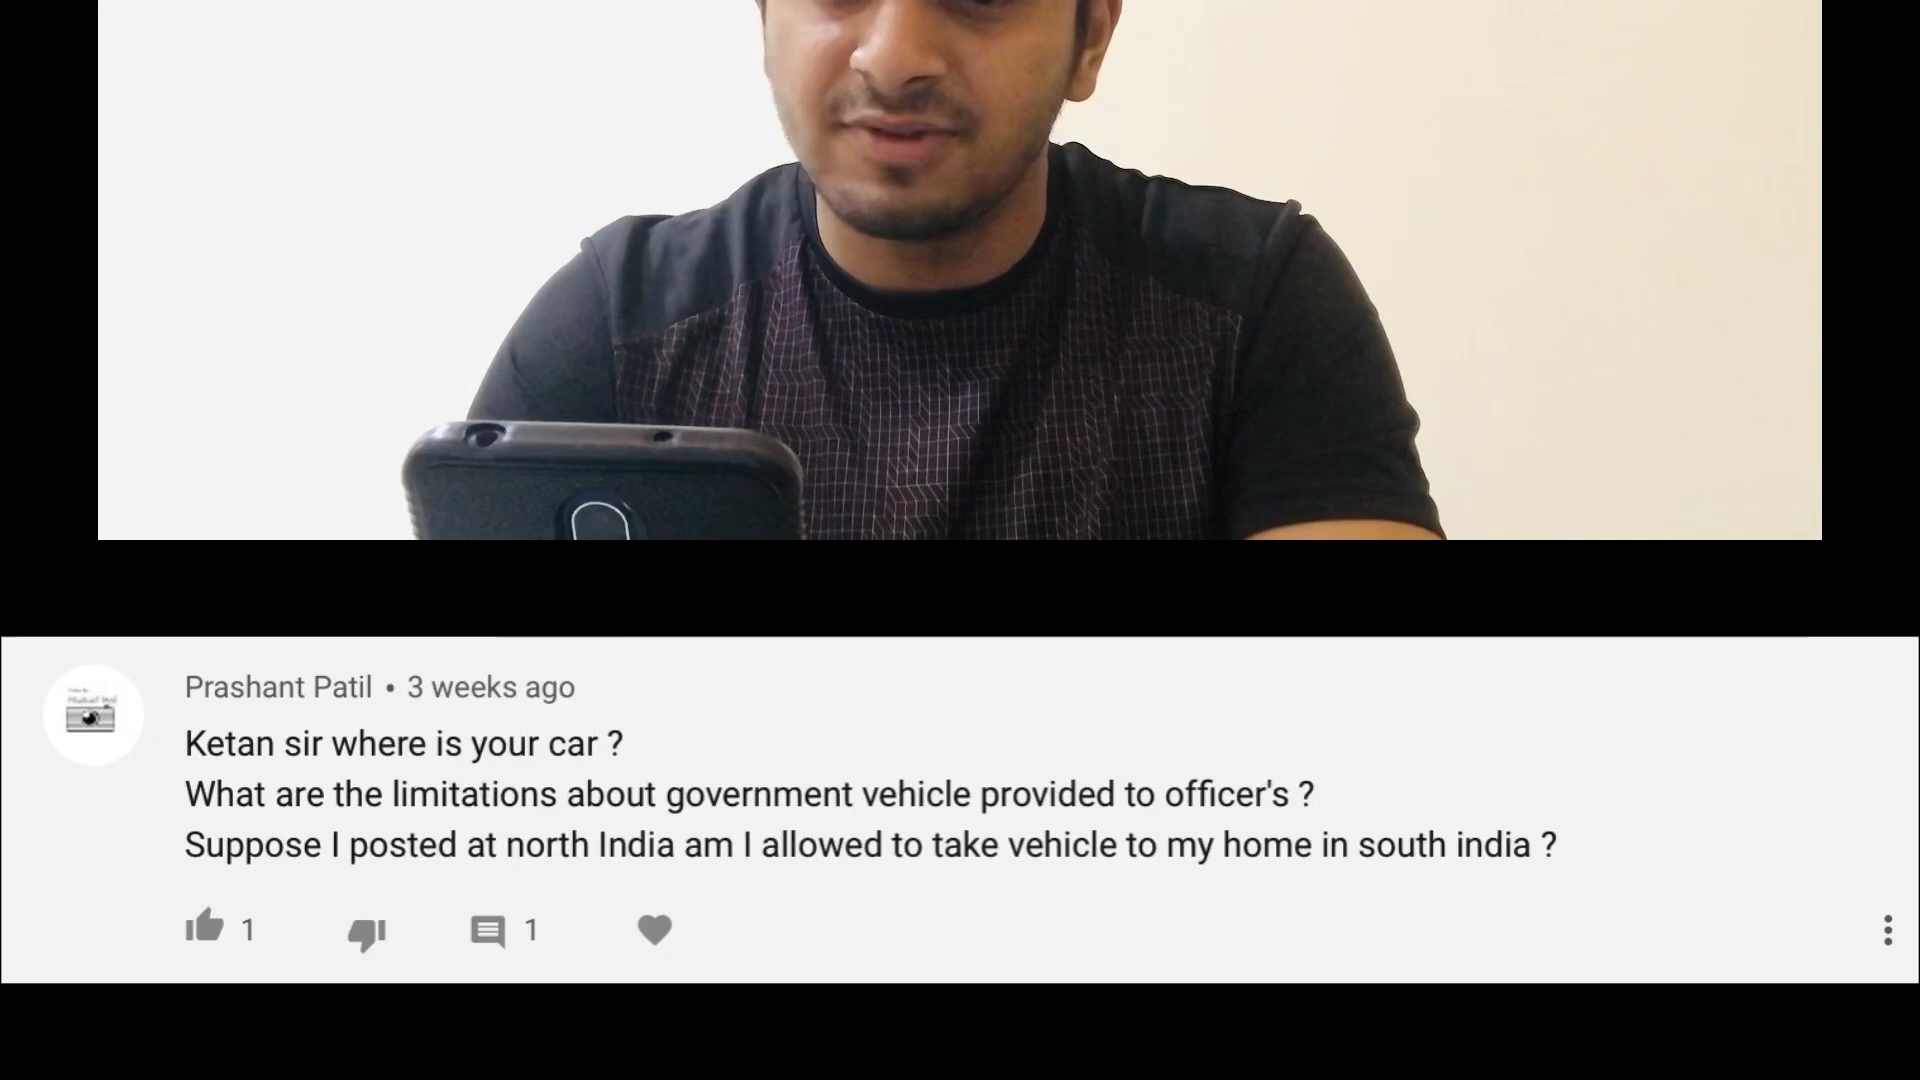 Prashant Patil • 3 weeks ago
Ketan sir where is your car ?
What are the limitations about government vehicle provided to officer's ?
Suppose I posted at north India am I allowed to take vehicle to my home in south india ?
1
1